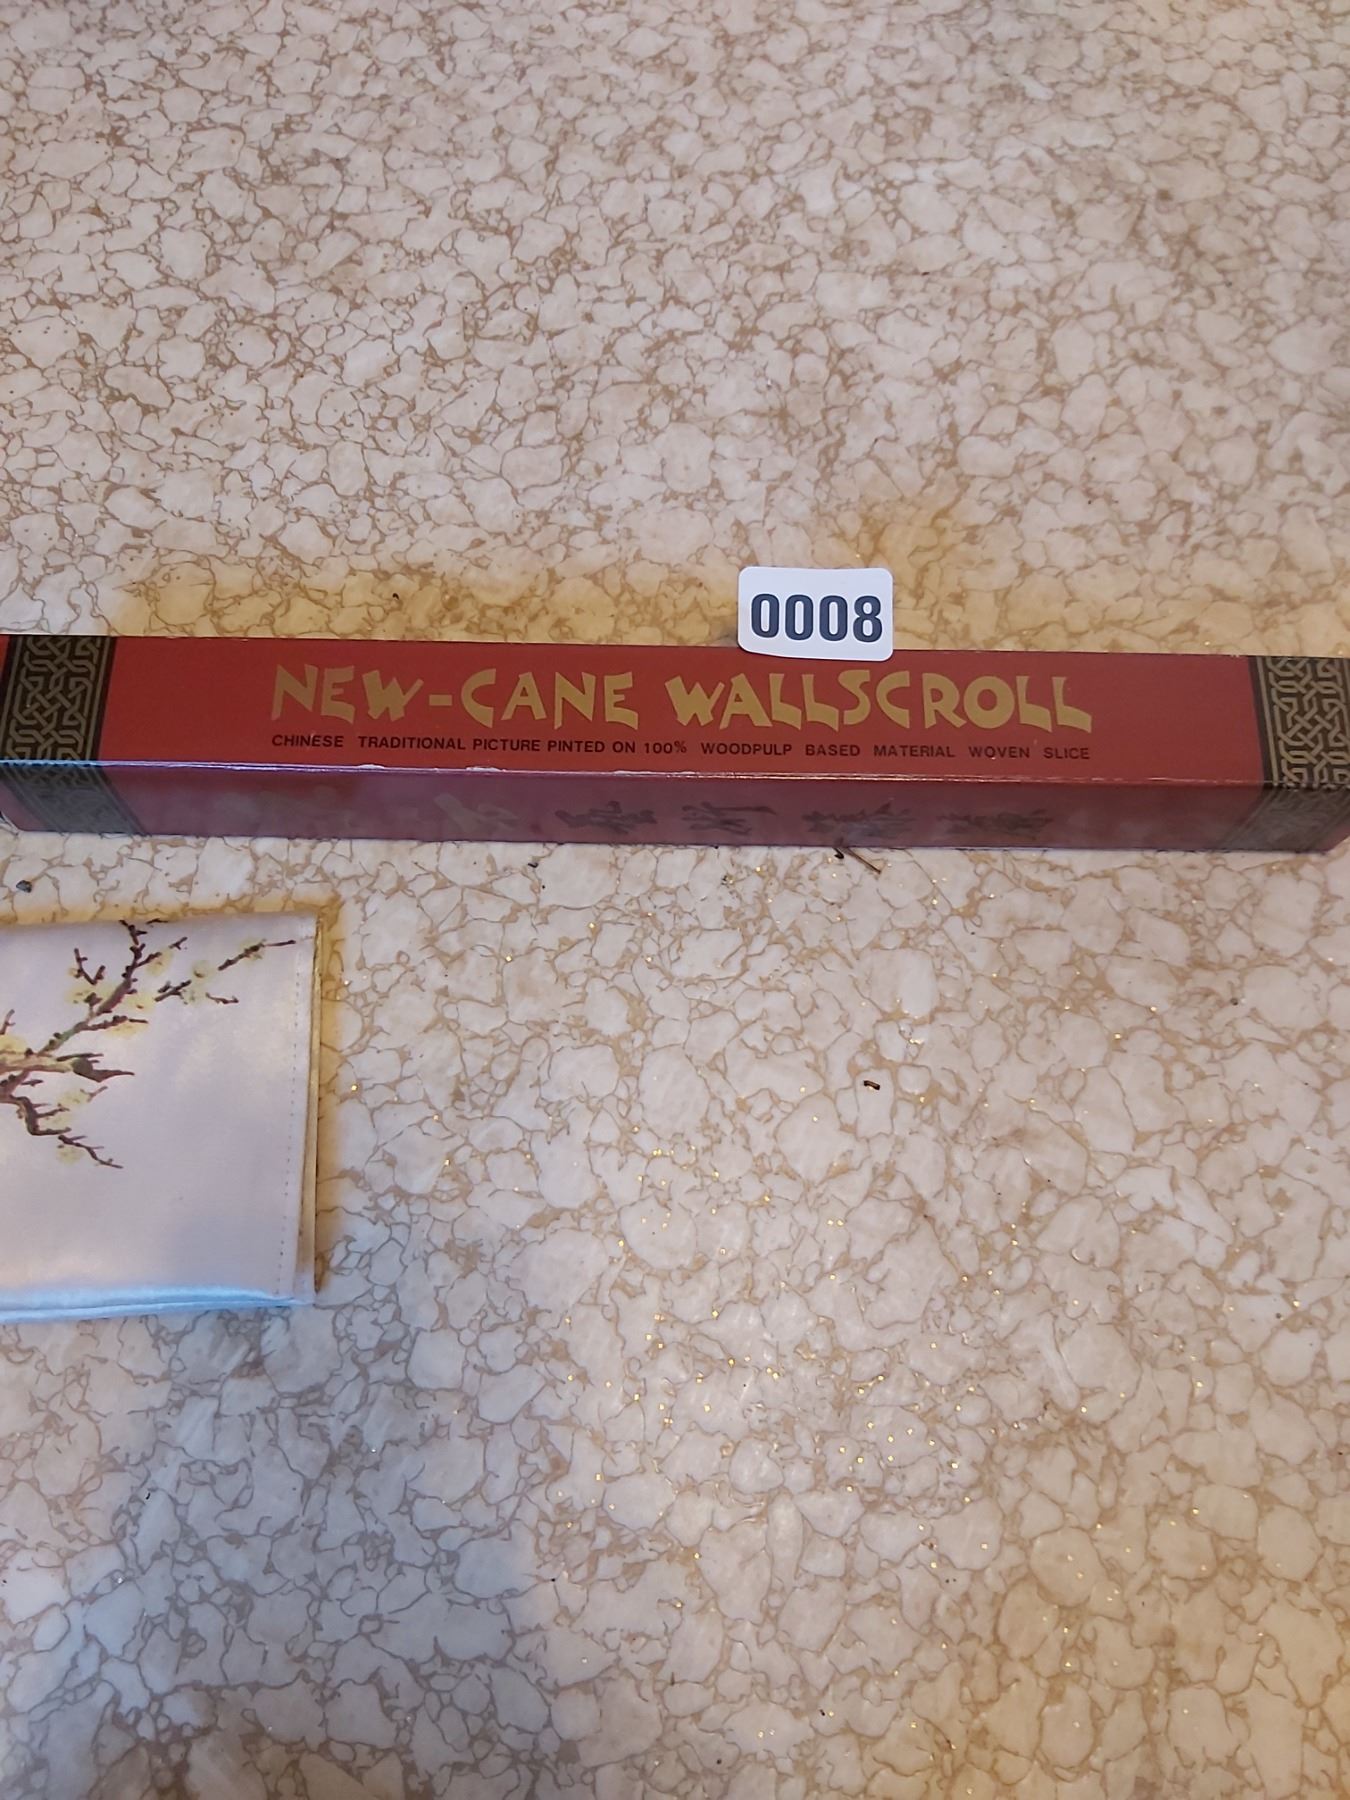 0008
NEW-CANE WALLSCROLL
CHINESE TRADITIONAL PICTURE PINTED ON 100% WOODPULP BASED MATERIAL WOVEN SLICE